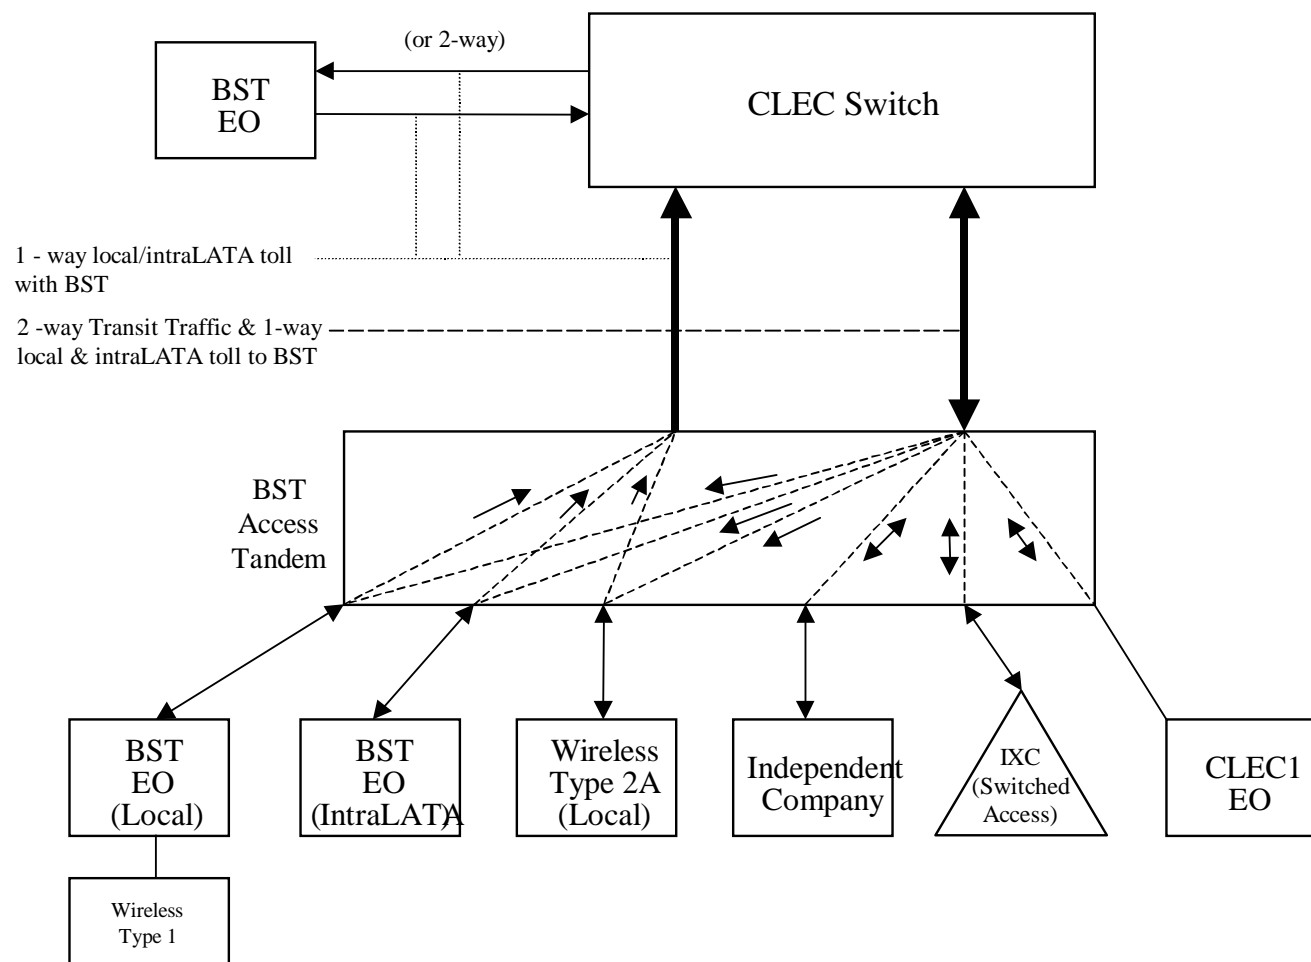 (or 2-way)
BST
EO
CLEC Switch
1 - way local/intraLATA toll
with BST
2 -way Transit Traffic & 1-way
local & intraLATA toll to BST
BST
Access
Tandem
BST
EO
(Local)
BST
EO
(IntraLATA)
Wireless
Type 2A
(Local)
Independent
Company
IXC
(Switched
Access)
CLEC1
EO
Wireless
Type 1